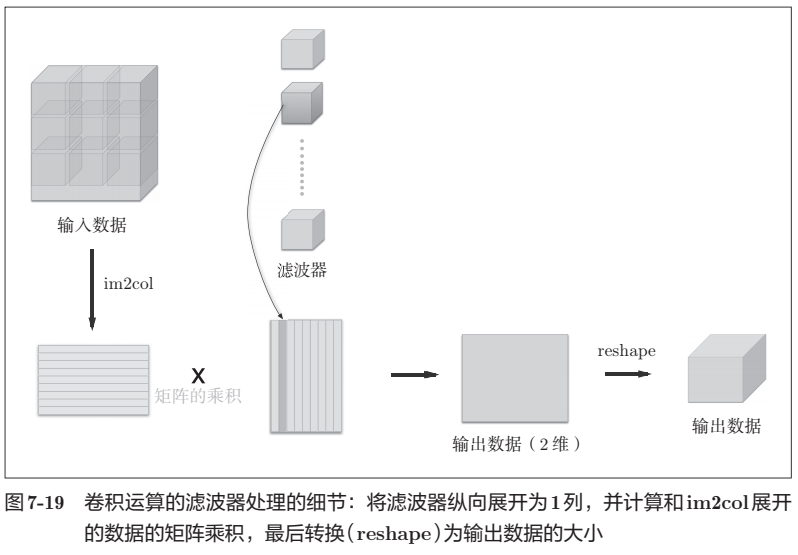 输入数据
滤波器
im2col
X
矩阵的乘积
reshape
输出数据（2维）
输出数据
图7-19 卷积运算的滤波器处理的细节：将滤波器纵向展开为1列，并计算和im2col展开
的数据的矩阵乘积，最后转换（reshape）为输出数据的大小